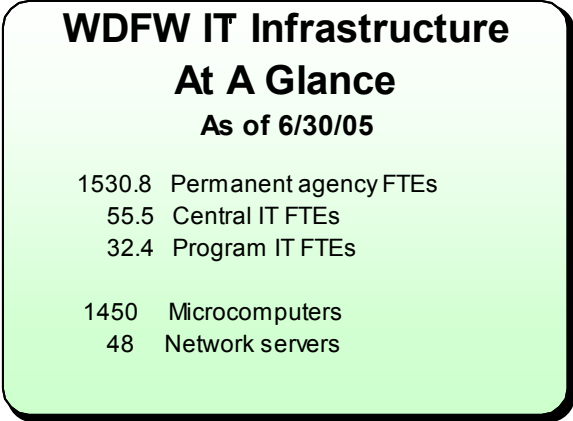 WDFW IT Infrastructure
At A Glance
As of 6/30/05
1530.8 Permanent agency FTEs
55.5 Central IT FTEs
32.4 Program IT FTEs
1450 Microcomputers
48 Network servers